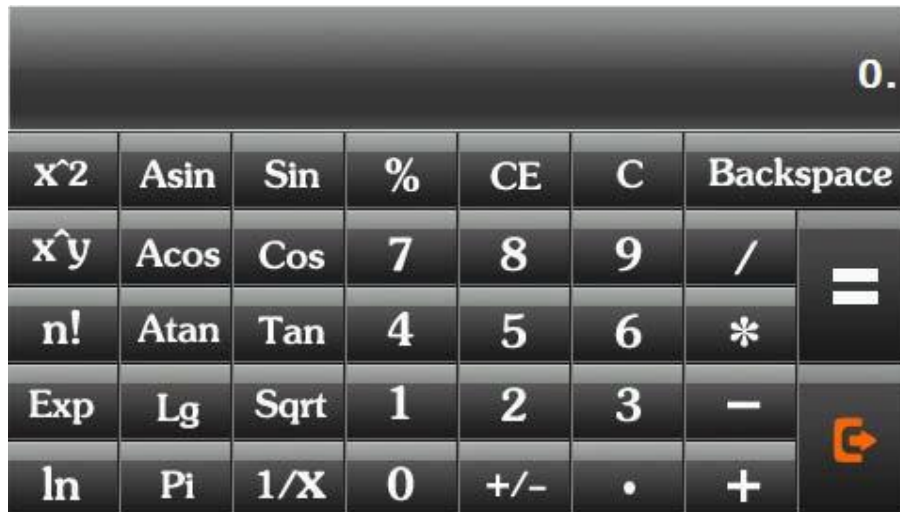 0.
x^2 Asin Sin % CE C Backspace
x^y Acos Cos 7 8 9 / =
n! Atan Tan 4 5 6 *
Exp Lg Sqrt 1 2 3 −
ln Pi 1/X 0 +/- . +